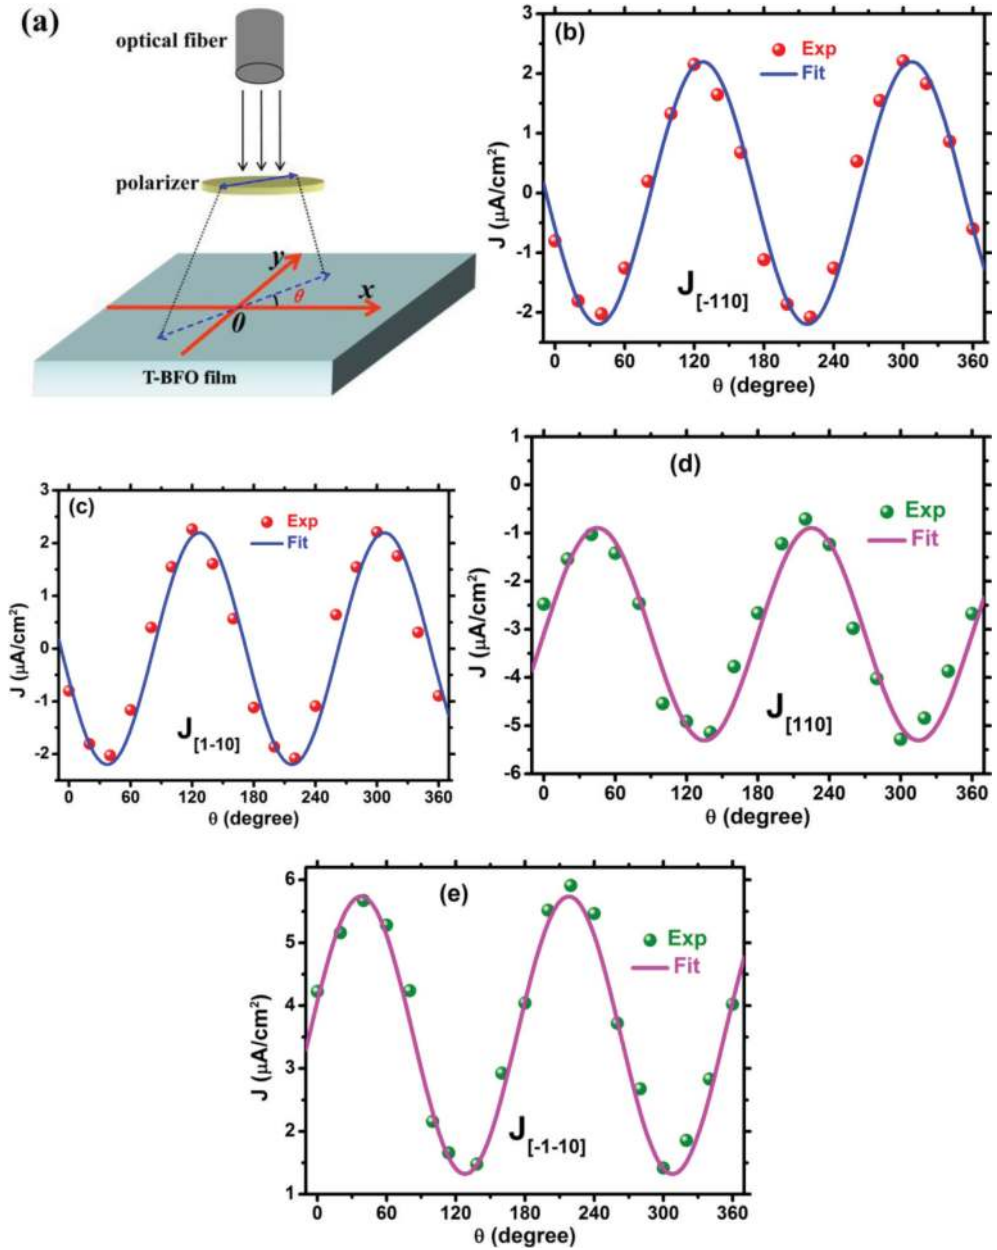 (a)
optical fiber
polarizer
y
x
θ
0
T-BFO film
(b)
Exp
Fit
J (μA/cm²)
3
2
1
0
-1
-2
J[-110]
0 60 120 180 240 300 360
θ (degree)
(c)
Exp
Fit
J (μA/cm²)
3
2
1
0
-1
-2
J[1-10]
0 60 120 180 240 300 360
θ (degree)
(d)
Exp
Fit
J (μA/cm²)
1
0
-1
-2
-3
-4
-5
-6
J[110]
0 60 120 180 240 300 360
θ (degree)
(e)
Exp
Fit
J (μA/cm²)
6
5
4
3
2
1
J[-1-10]
0 60 120 180 240 300 360
θ (degree)